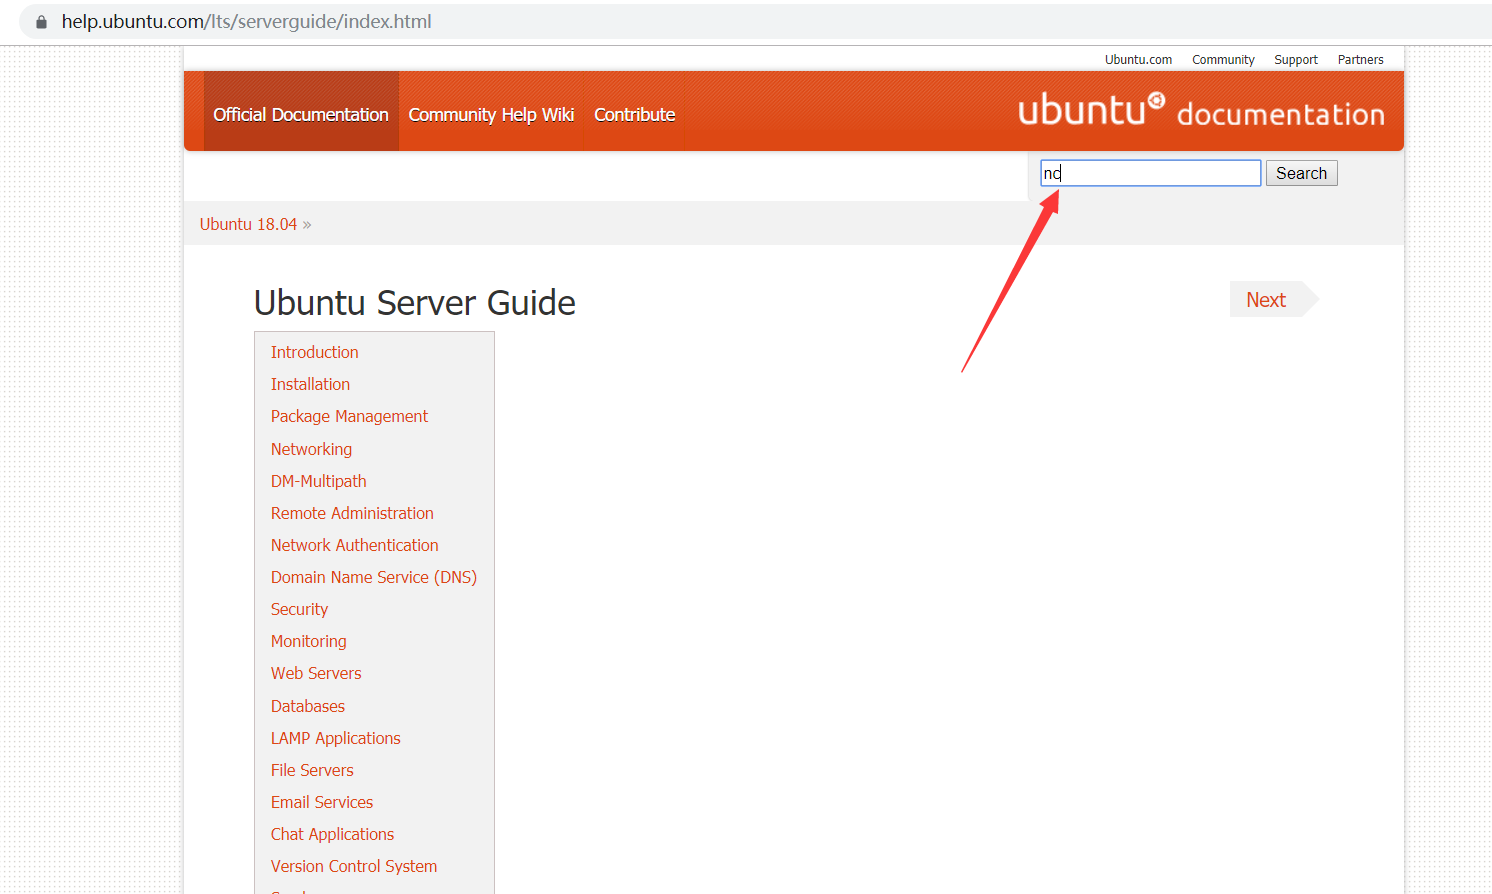 help.ubuntu.com/lts/serverguide/index.html
Ubuntu.com Community Support Partners
Official Documentation Community Help Wiki Contribute
ubuntu documentation
nc Search
Ubuntu 18.04 »
Ubuntu Server Guide
Next
Introduction
Installation
Package Management
Networking
DM-Multipath
Remote Administration
Network Authentication
Domain Name Service (DNS)
Security
Monitoring
Web Servers
Databases
LAMP Applications
File Servers
Email Services
Chat Applications
Version Control System